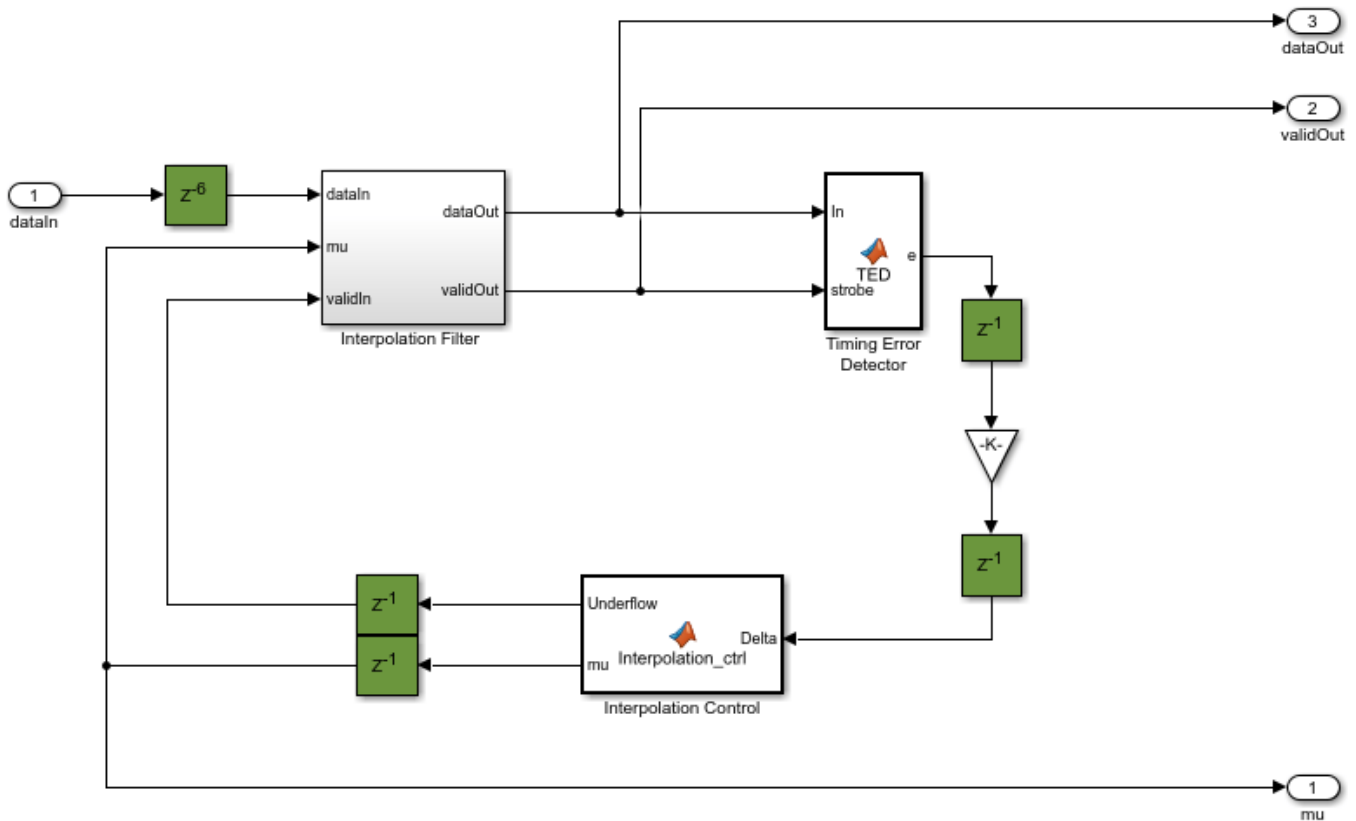 3
dataOut
2
validOut
1
dataIn
Z-6
dataIn
mu
validIn
dataOut
validOut
Interpolation Filter
In
strobe
e
TED
Timing Error
Detector
Z-1
-K-
Z-1
Z-1
Z-1
Underflow
mu
Delta
Interpolation_ctrl
Interpolation Control
1
mu